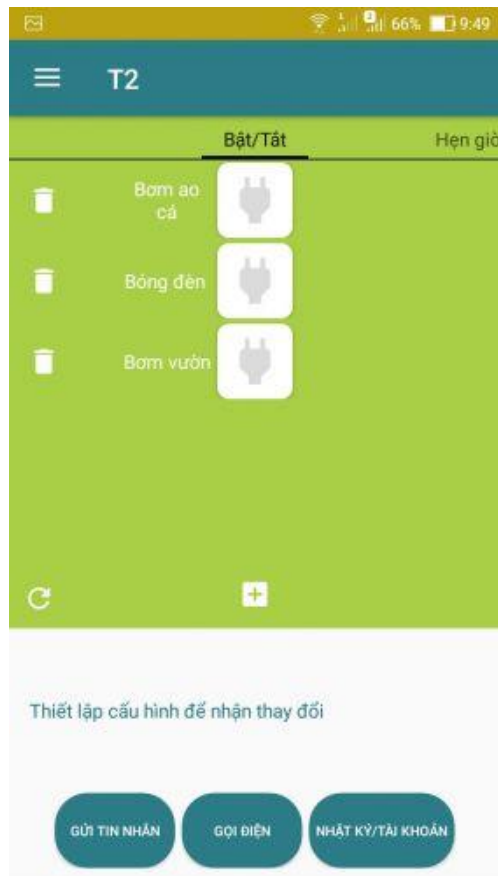 66% 9:49
T2
Bật/Tắt Hẹn giờ
Bơm ao
cá
Bóng đèn
Bơm vườn
Thiết lập cấu hình để nhận thay đổi
GỬI TIN NHẮN GỌI ĐIỆN NHẬT KÝ/TÀI KHOẢN